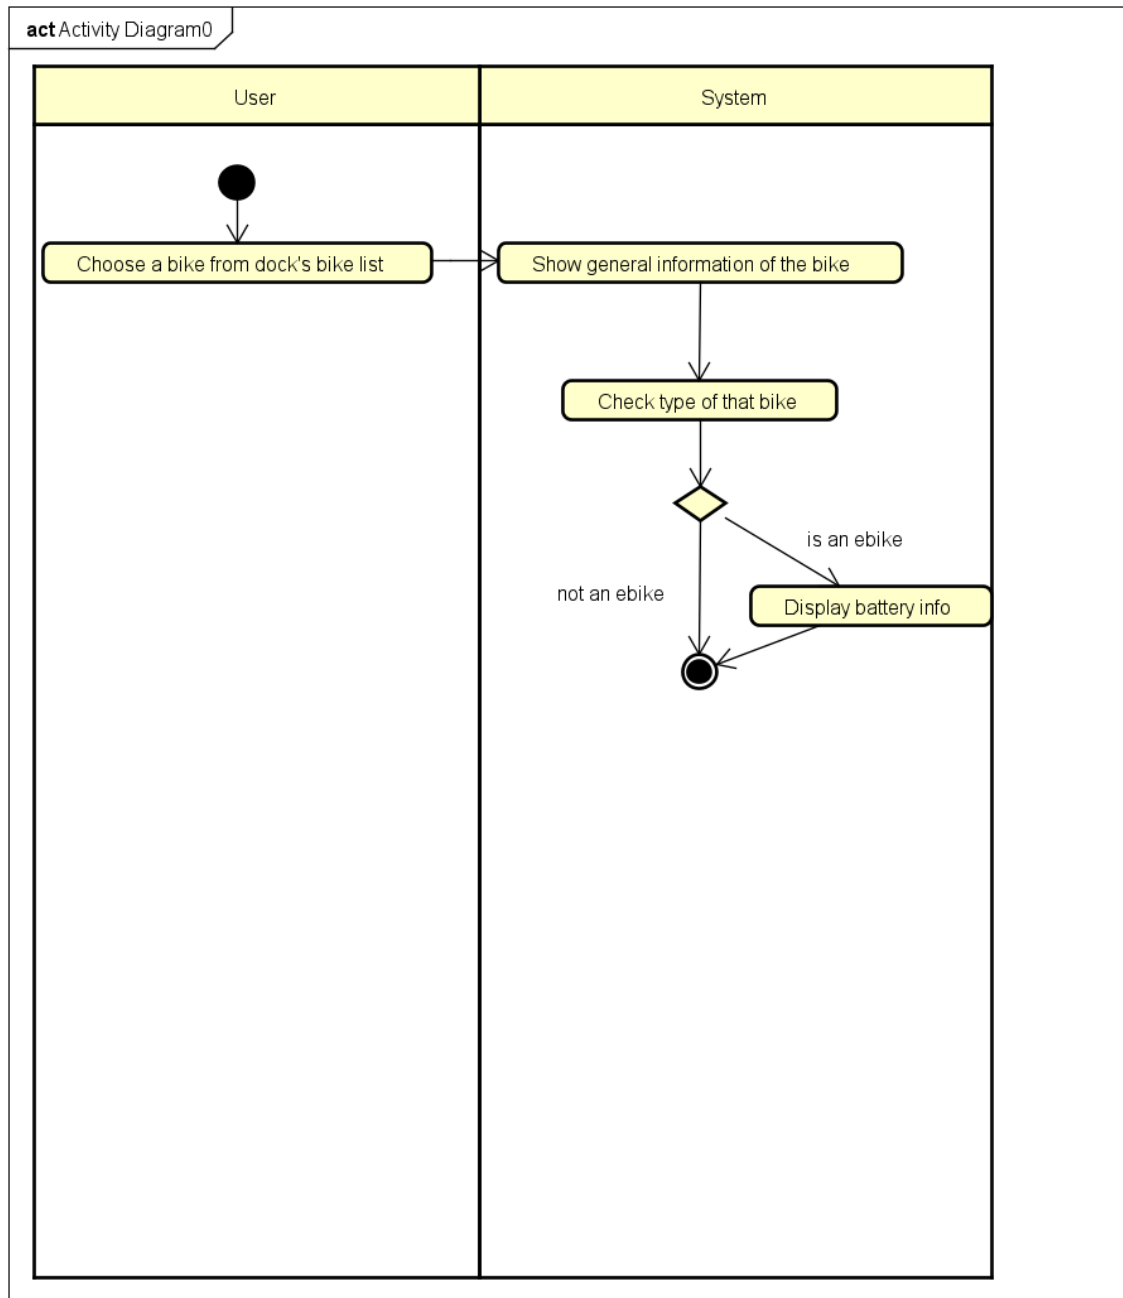 act Activity Diagram0
User
System
Choose a bike from dock's bike list
Show general information of the bike
Check type of that bike
is an ebike
not an ebike
Display battery info